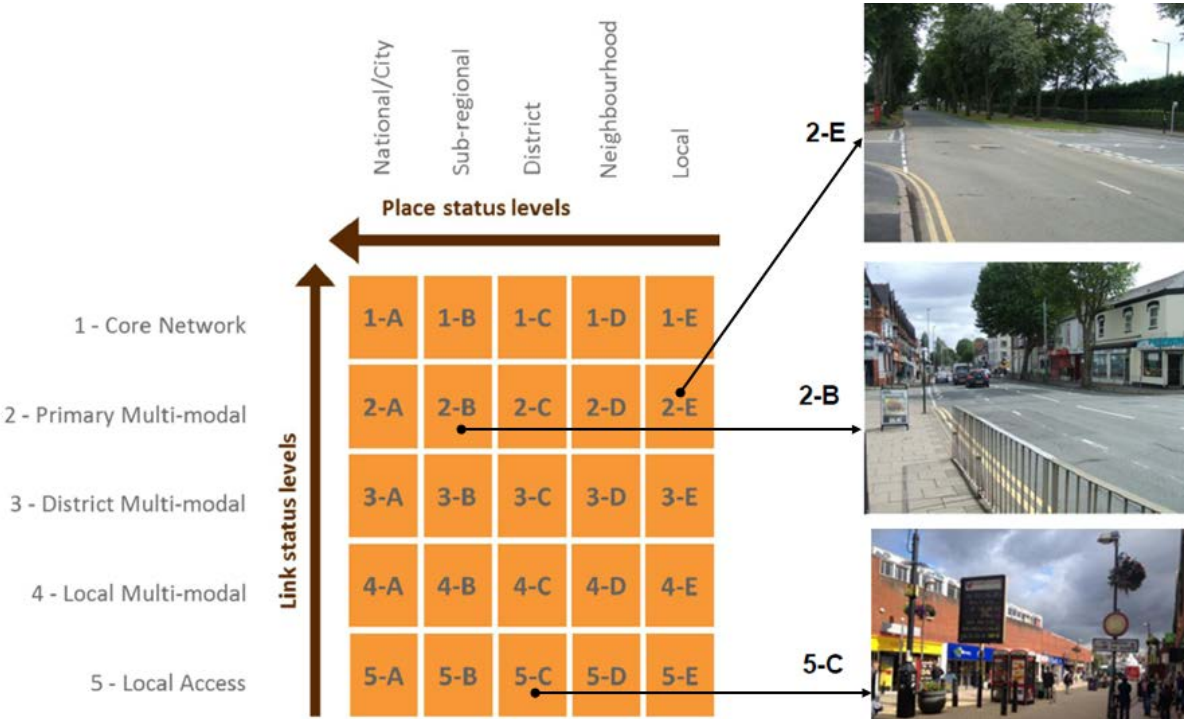 National/City
Sub-regional
District
Neighbourhood
Local
Place status levels
Link status levels
1 - Core Network
2 - Primary Multi-modal
3 - District Multi-modal
4 - Local Multi-modal
5 - Local Access
1-A 1-B 1-C 1-D 1-E
2-A 2-B 2-C 2-D 2-E
3-A 3-B 3-C 3-D 3-E
4-A 4-B 4-C 4-D 4-E
5-A 5-B 5-C 5-D 5-E
2-E
2-B
5-C